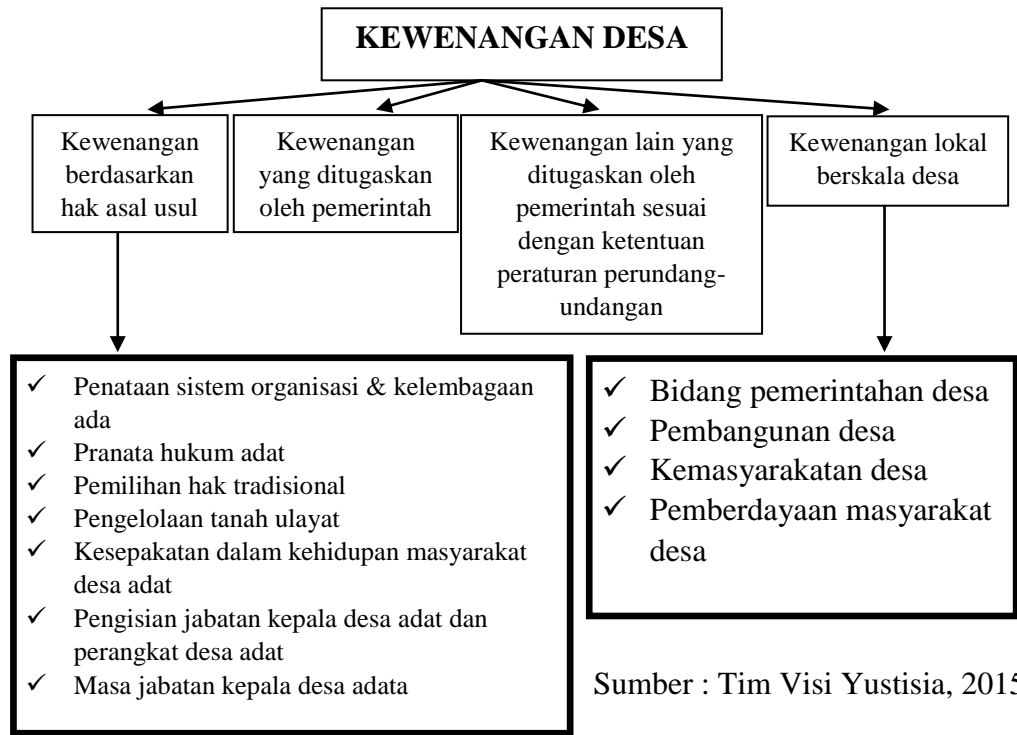 KEWENANGAN DESA
Kewenangan
berdasarkan
hak asal usul
Kewenangan
yang ditugaskan
oleh pemerintah
Kewenangan lain yang
ditugaskan oleh
pemerintah sesuai
dengan ketentuan
peraturan perundang-
undangan
Kewenangan lokal
berskala desa
✓ Penataan sistem organisasi & kelembagaan
ada
✓ Pranata hukum adat
✓ Pemilihan hak tradisional
✓ Pengelolaan tanah ulayat
✓ Kesepakatan dalam kehidupan masyarakat
desa adat
✓ Pengisian jabatan kepala desa adat dan
perangkat desa adat
✓ Masa jabatan kepala desa adata
✓ Bidang pemerintahan desa
✓ Pembangunan desa
✓ Kemasyarakatan desa
✓ Pemberdayaan masyarakat
desa
Sumber : Tim Visi Yustisia, 2015